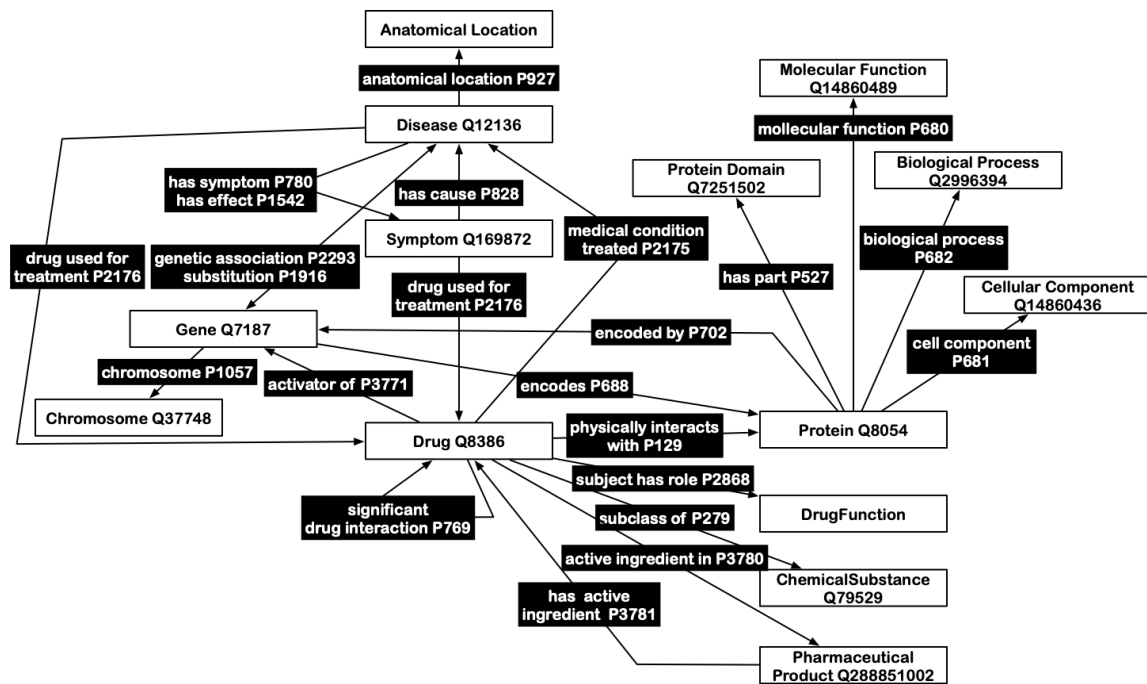 Anatomical Location
anatomical location P927
Molecular Function
Q14860489
Disease Q12136
mollecular function P680
Protein Domain
Q7251502
Biological Process
Q2996394
has symptom P780
has effect P1542
has cause P828
Symptom Q169872
medical condition
treated P2175
biological process
P682
drug used for
treatment P2176
genetic association P2293
substitution P1916
drug used for
treatment P2176
has part P527
Cellular Component
Q14860436
Gene Q7187
encoded by P702
cell component
P681
chromosome P1057
activator of P3771
encodes P688
Chromosome Q37748
Drug Q8386
physically interacts
with P129
Protein Q8054
subject has role P2868
significant
drug interaction P769
subclass of P279
DrugFunction
active ingredient in P3780
has active
ingredient P3781
ChemicalSubstance
Q79529
Pharmaceutical
Product Q288851002